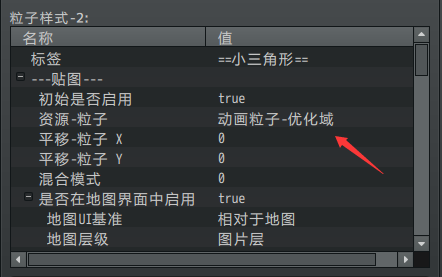 粒子样式-2:
名称 值
标签 ==小三角形==
---贴图---
初始是否启用 true
资源-粒子 动画粒子-优化域
平移-粒子 X 0
平移-粒子 Y 0
混合模式 0
是否在地图界面中启用 true
地图UI基准 相对于地图
地图层级 图片层